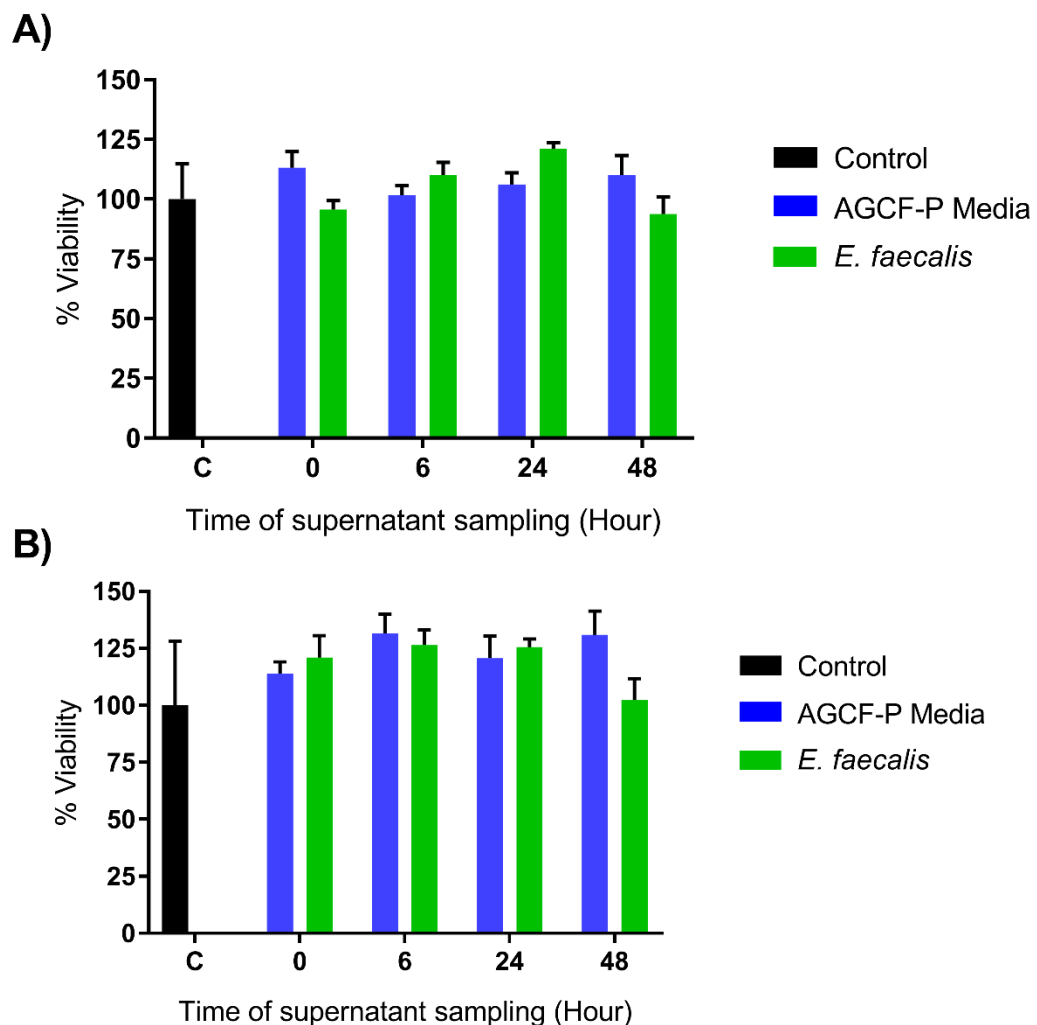 A)
150
125
100
75
50
25
0
% Viability
C 0 6 24 48
Time of supernatant sampling (Hour)
Control
AGCF-P Media
E. faecalis
B)
150
125
100
75
50
25
0
% Viability
C 0 6 24 48
Time of supernatant sampling (Hour)
Control
AGCF-P Media
E. faecalis